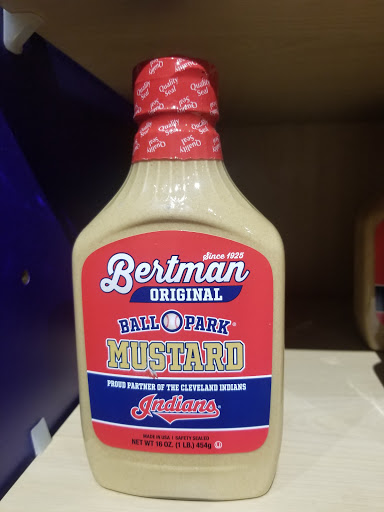 Quality Seal
Since 1925
Bertman
ORIGINAL
BALL PARK®
MUSTARD
PROUD PARTNER OF THE CLEVELAND INDIANS
Indians
MADE IN USA | SAFETY SEALED
NET WT 16 OZ. (1 LB.) 454g